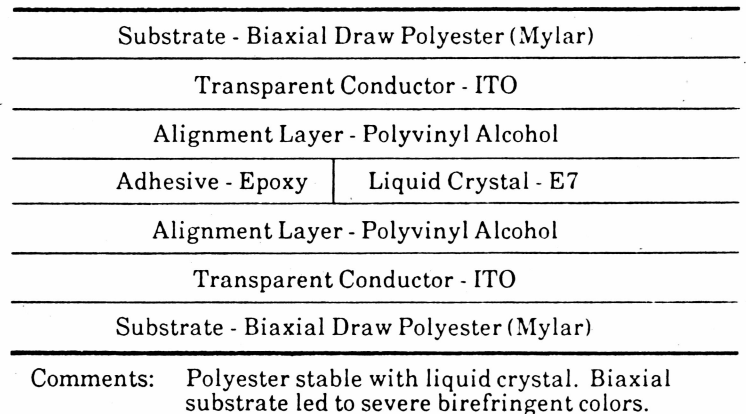 Substrate - Biaxial Draw Polyester (Mylar)
Transparent Conductor - ITO
Alignment Layer - Polyvinyl Alcohol
Adhesive - Epoxy Liquid Crystal - E7
Alignment Layer - Polyvinyl Alcohol
Transparent Conductor - ITO
Substrate - Biaxial Draw Polyester (Mylar)
Comments: Polyester stable with liquid crystal. Biaxial
substrate led to severe birefringent colors.